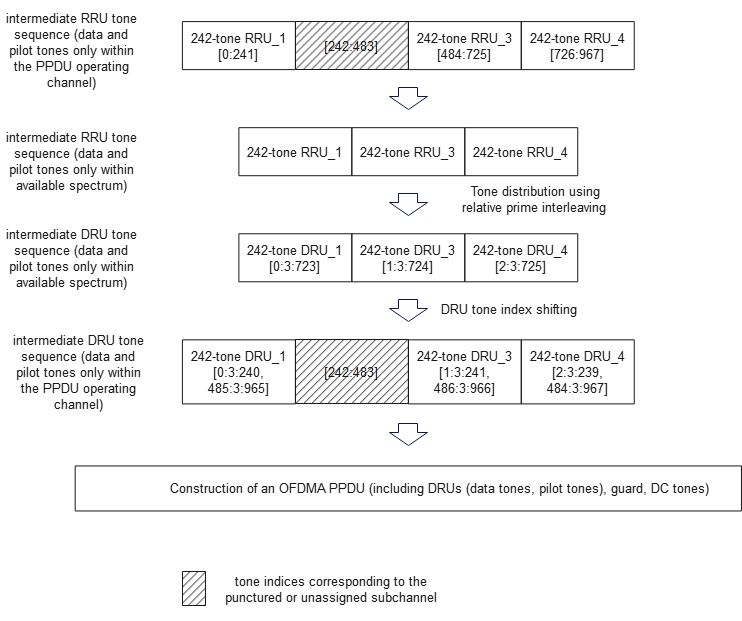 intermediate RRU tone
sequence (data and
pilot tones only within
the PPDU operating
channel)
242-tone RRU_1
[0:241]
[242:483]
242-tone RRU_3
[484:725]
242-tone RRU_4
[726:967]
intermediate RRU tone
sequence (data and
pilot tones only within
available spectrum)
242-tone RRU_1
242-tone RRU_3
242-tone RRU_4
Tone distribution using
relative prime interleaving
intermediate DRU tone
sequence (data and
pilot tones only within
available spectrum)
242-tone DRU_1
[0:3:723]
242-tone DRU_3
[1:3:724]
242-tone DRU_4
[2:3:725]
DRU tone index shifting
intermediate DRU tone
sequence (data and
pilot tones only within
the PPDU operating
channel)
242-tone DRU_1
[0:3:240,
485:3:965]
[242:483]
242-tone DRU_3
[1:3:241,
486:3:966]
242-tone DRU_4
[2:3:239,
484:3:967]
Construction of an OFDMA PPDU (including DRUs (data tones, pilot tones), guard, DC tones)
tone indices corresponding to the
punctured or unassigned subchannel